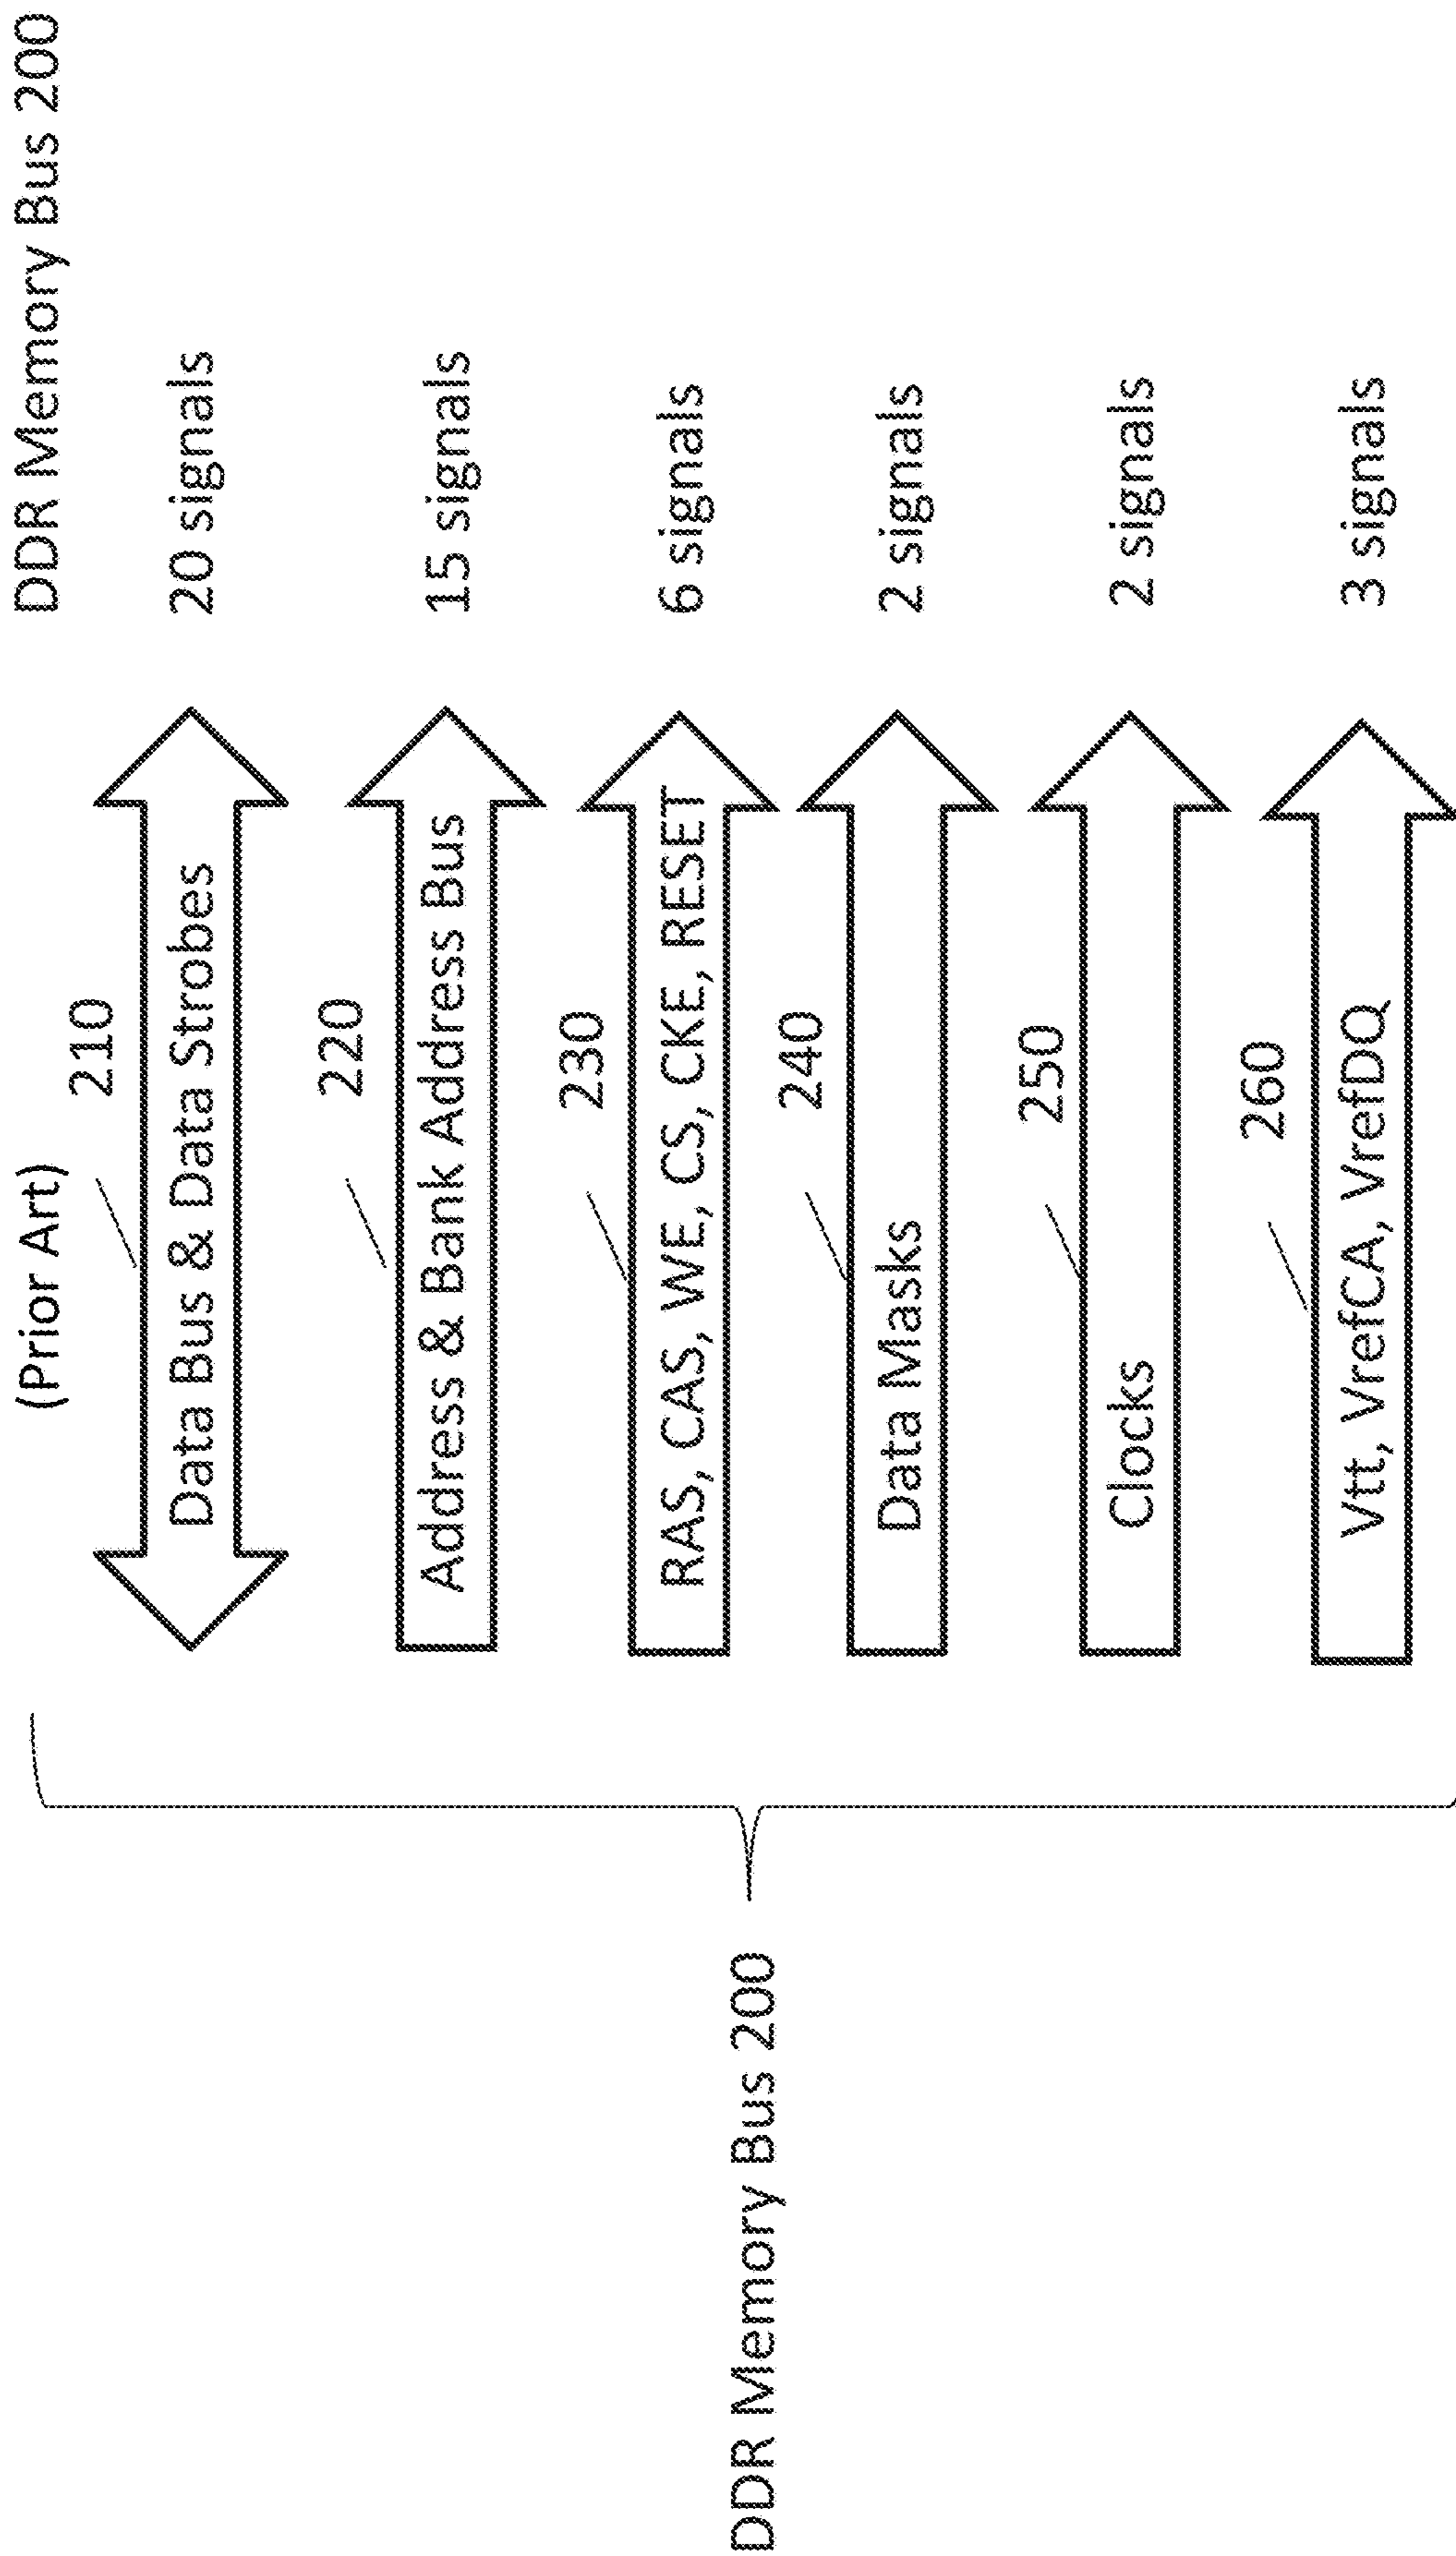 (Prior Art)
DDR Memory Bus 200
210
Data Bus & Data Strobes
20 signals
220
Address & Bank Address Bus
15 signals
230
RAS, CAS, WE, CS, CKE, RESET
6 signals
DDR Memory Bus 200
240
Data Masks
2 signals
250
Clocks
2 signals
260
Vtt, VrefCA, VrefDQ
3 signals